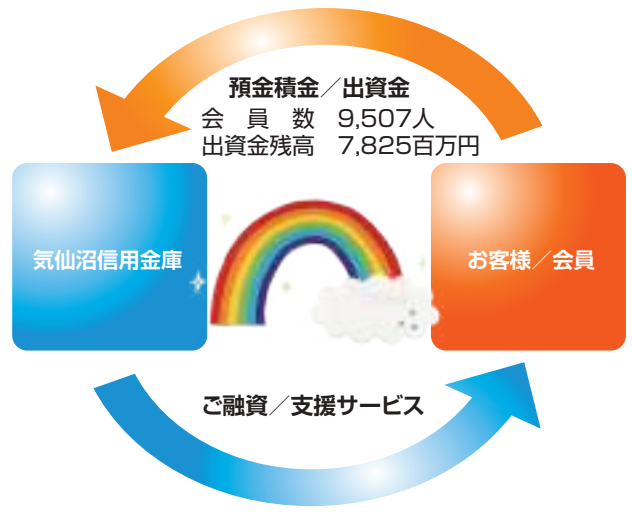 預金積金／出資金
会　員　数　9,507人
出資金残高　7,825百万円
気仙沼信用金庫
お客様／会員
ご融資／支援サービス